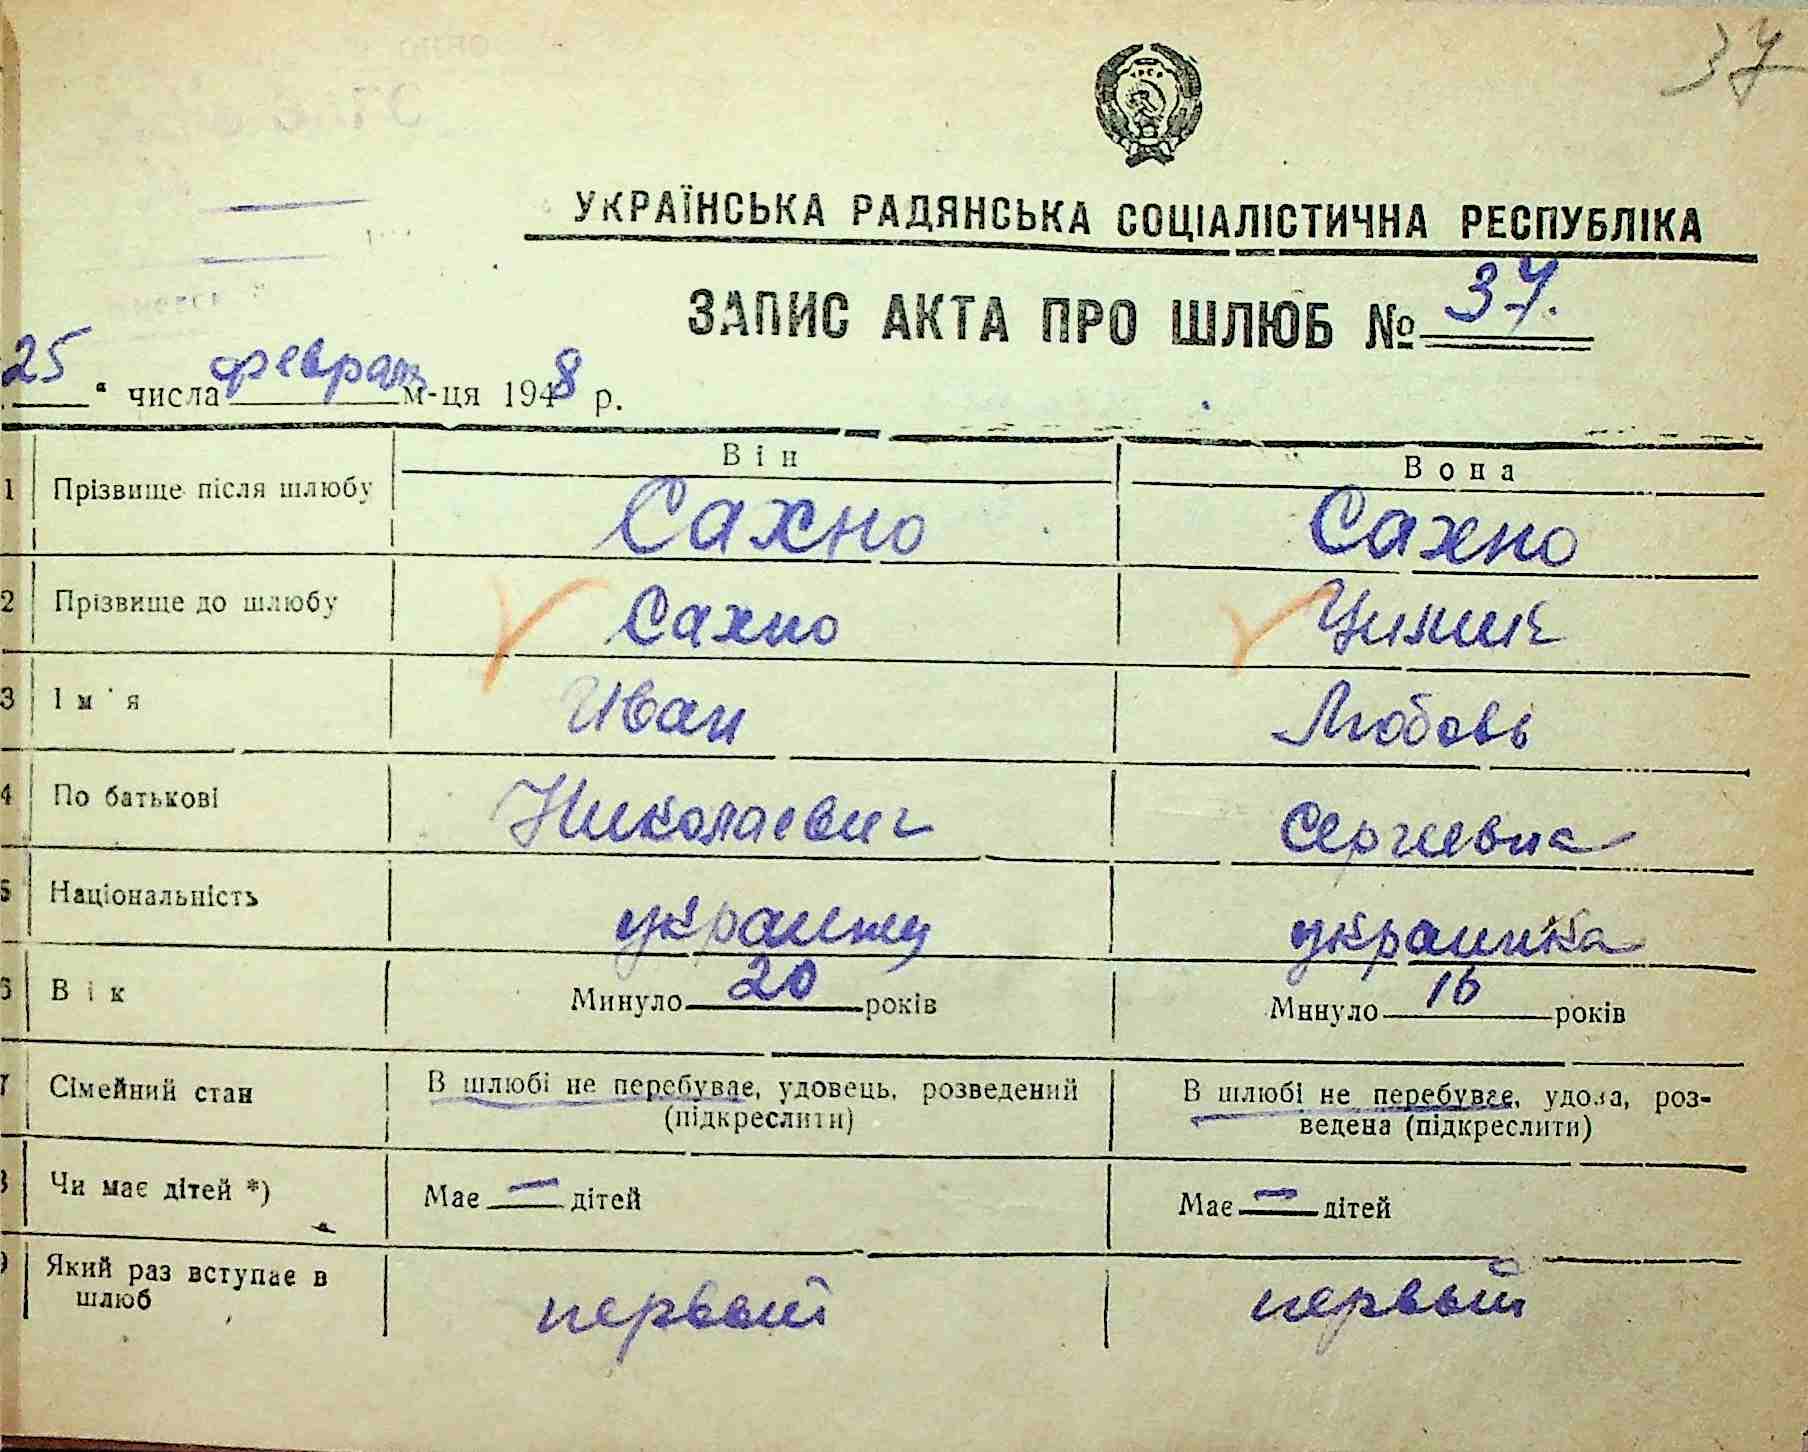 37
УКРАЇНСЬКА РАДЯНСЬКА СОЦІАЛІСТИЧНА РЕСПУБЛІКА
ЗАПИС АКТА ПРО ШЛЮБ № 37.
25 " числа февраля м-ця 1948 р.
Він Вона
1 Прізвище після шлюбу Сахно Сахно
2 Прізвище до шлюбу Сахно
3 Ім'я Иван Любовь
4 По батькові Николаевич Сергеевна
5 Національність украинец украинка
6 Вік Минуло 20 років Минуло 16 років
7 Сімейний стан В шлюбі не перебуває, удовець, розведений (підкреслити) В шлюбі не перебуває, удова, роз-
ведена (підкреслити)
8 Чи має дітей *) Має — дітей Має — дітей
9 Який раз вступає в
шлюб первый первый